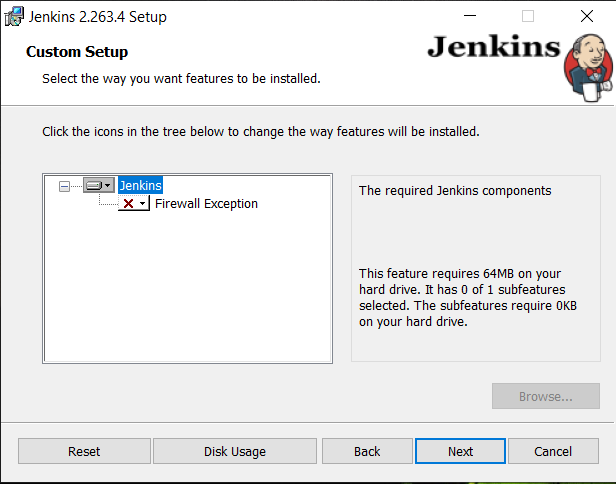 Jenkins 2.263.4 Setup
Custom Setup
Jenkins
Select the way you want features to be installed.
Click the icons in the tree below to change the way features will be installed.
Jenkins
Firewall Exception
The required Jenkins components
This feature requires 64MB on your
hard drive. It has 0 of 1 subfeatures
selected. The subfeatures require 0KB
on your hard drive.
Browse...
Reset
Disk Usage
Back
Next
Cancel